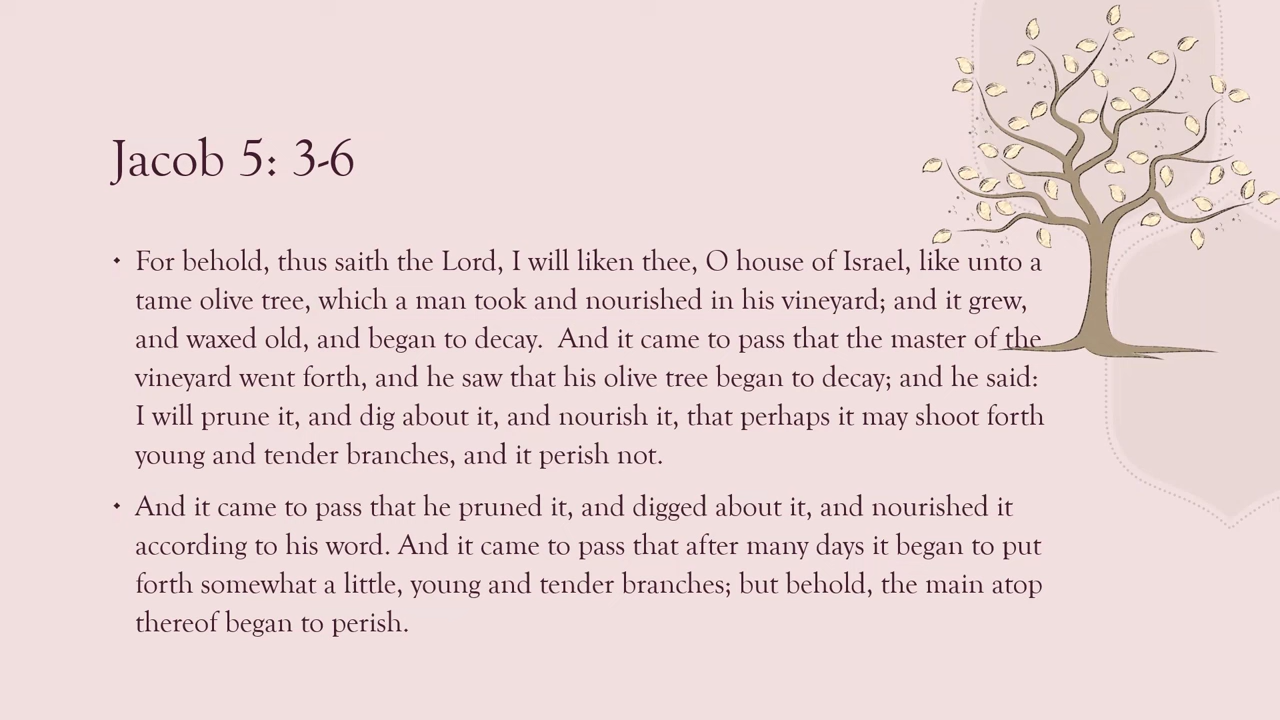 Jacob 5: 3-6
• For behold, thus saith the Lord, I will liken thee, O house of Israel, like unto a
tame olive tree, which a man took and nourished in his vineyard; and it grew,
and waxed old, and began to decay.  And it came to pass that the master of the
vineyard went forth, and he saw that his olive tree began to decay; and he said:
I will prune it, and dig about it, and nourish it, that perhaps it may shoot forth
young and tender branches, and it perish not.
• And it came to pass that he pruned it, and digged about it, and nourished it
according to his word. And it came to pass that after many days it began to put
forth somewhat a little, young and tender branches; but behold, the main atop
thereof began to perish.